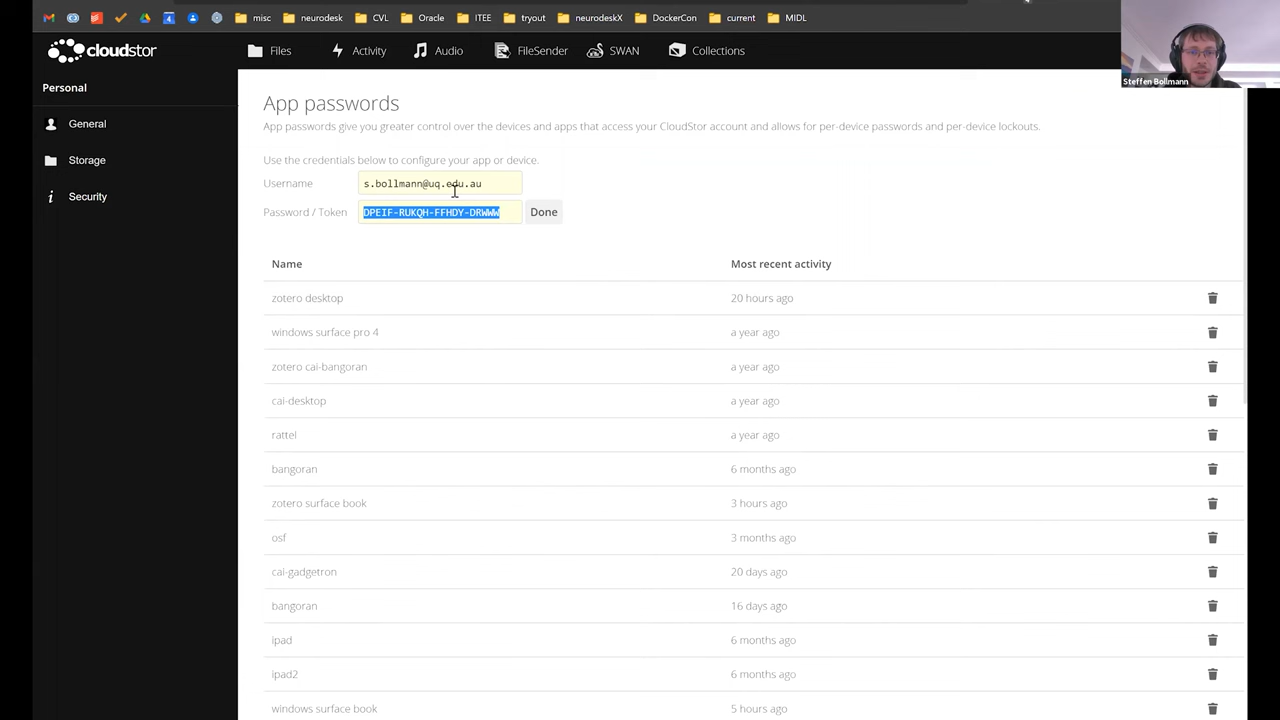 misc neurodesk CVL Oracle ITEE tryout neurodeskX DockerCon current MIDL
cloudstor Files Activity Audio FileSender SWAN Collections
Steffen Bollmann
Personal
General
Storage
Security
App passwords
App passwords give you greater control over the devices and apps that access your CloudStor account and allows for per-device passwords and per-device lockouts.
Use the credentials below to configure your app or device.
Username s.bollmann@uq.edu.au
Password / Token DPEIF-RUKQH-FFHDY-DRWWW Done
Name Most recent activity
zotero desktop 20 hours ago
windows surface pro 4 a year ago
zotero cai-bangoran a year ago
cai-desktop a year ago
rattel a year ago
bangoran 6 months ago
zotero surface book 3 hours ago
osf 3 months ago
cai-gadgetron 20 days ago
bangoran 16 days ago
ipad 6 months ago
ipad2 6 months ago
windows surface book 5 hours ago